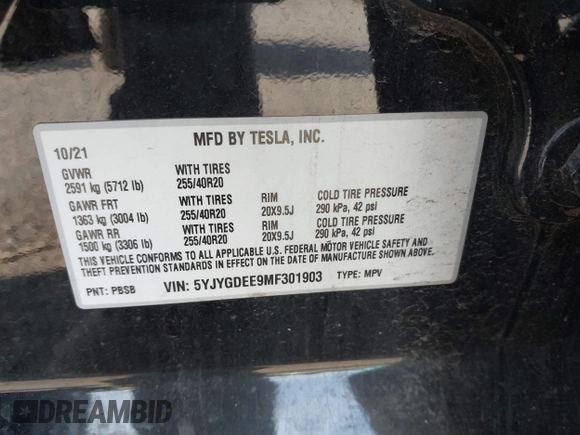 MFD BY TESLA, INC.
10/21
GVWR WITH TIRES
2591 kg (5712 lb) 255/40R20
GAWR FRT WITH TIRES RIM COLD TIRE PRESSURE
1363 kg (3004 lb) 255/40R20 20X9.5J 290 kPa, 42 psi
GAWR RR WITH TIRES RIM COLD TIRE PRESSURE
1500 kg (3306 lb) 255/40R20 20X9.5J 290 kPa, 42 psi
THIS VEHICLE CONFORMS TO ALL APPLICABLE U.S. FEDERAL MOTOR VEHICLE SAFETY AND
THEFT PREVENTION STANDARDS IN EFFECT ON THE DATE OF MANUFACTURE SHOWN ABOVE.
PNT: PBSB VIN: 5YJYGDEE9MF301903 TYPE: MPV
DREAMBID